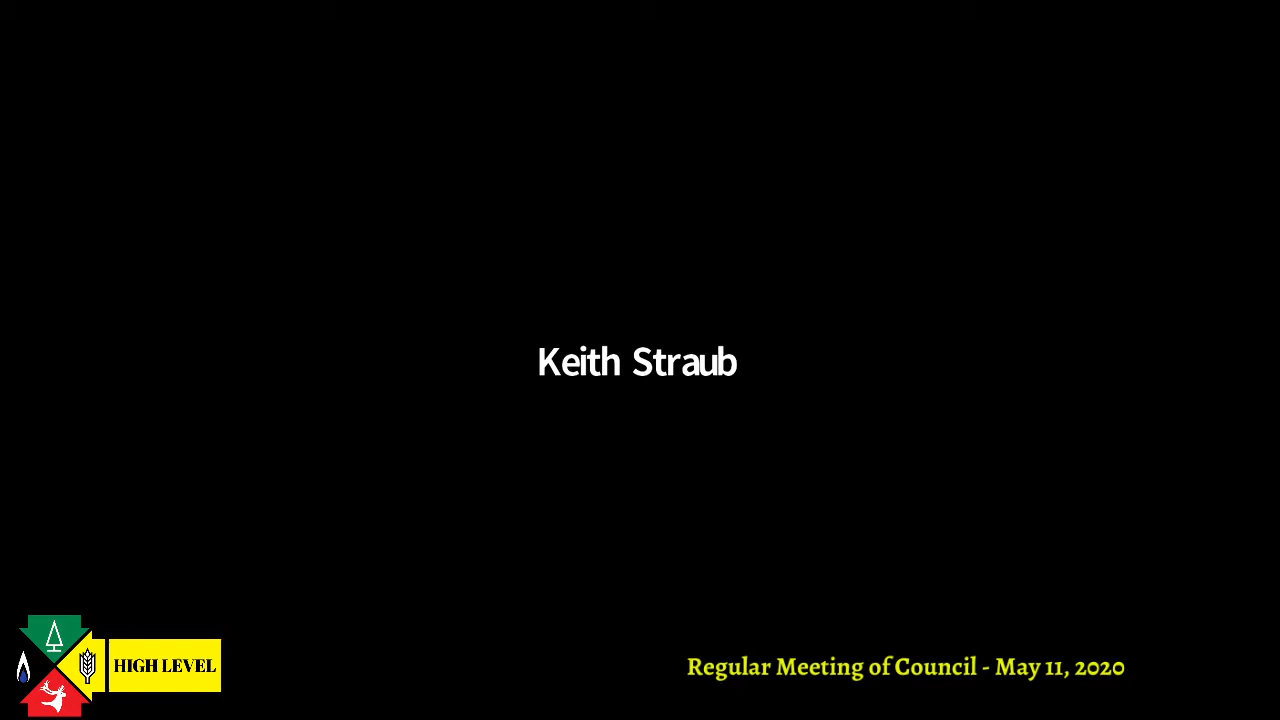 Keith Straub
HIGH LEVEL
Regular Meeting of Council - May 11, 2020